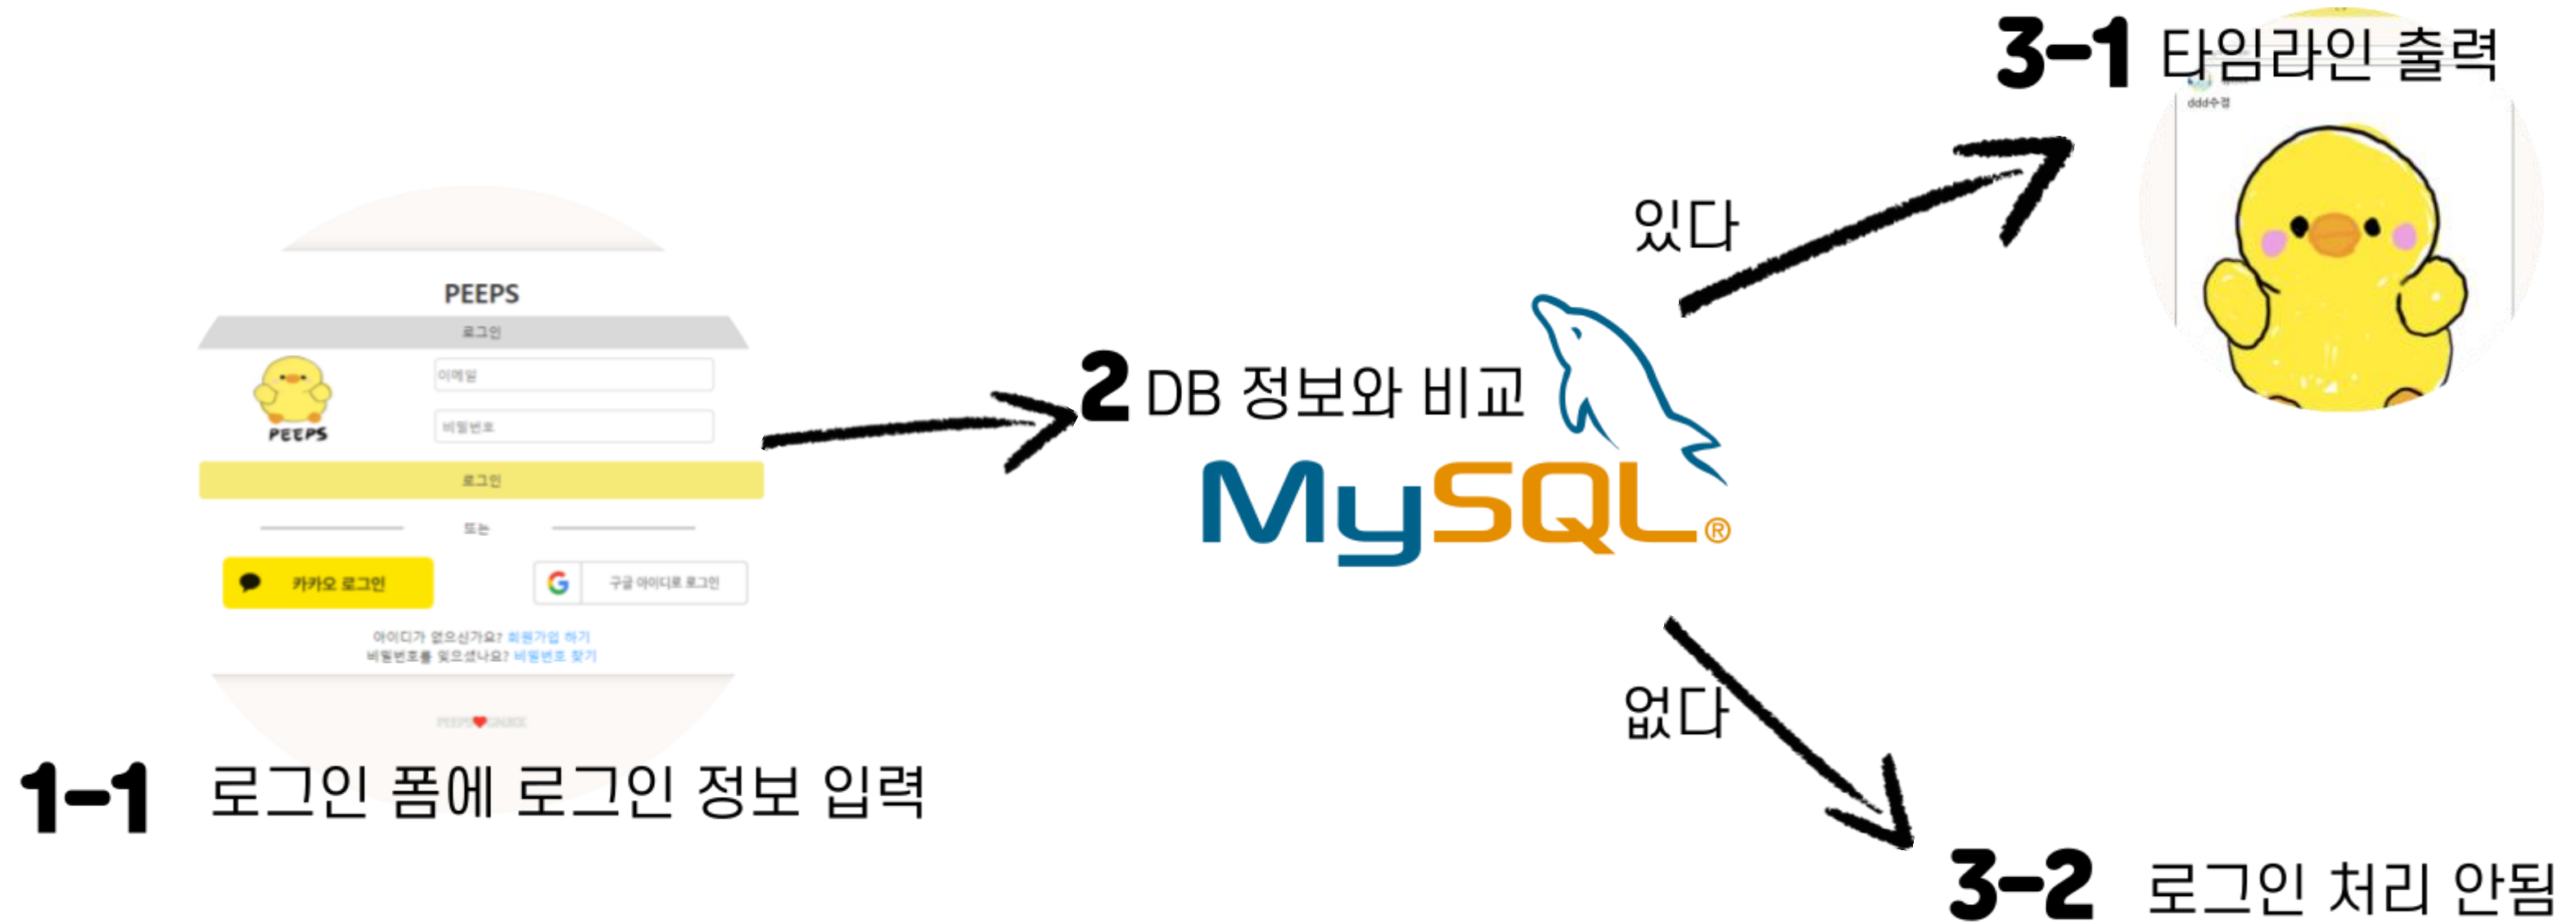 3-1 타임라인 출력
ddd수정
있다
PEEPS
로그인
이메일
PEEPS
비밀번호
로그인
또는
카카오 로그인
G 구글 아이디로 로그인
아이디가 없으신가요? 회원가입 하기
비밀번호를 잊으셨나요? 비밀번호 찾기
1-1 로그인 폼에 로그인 정보 입력
2 DB 정보와 비교
MySQL®
없다
3-2 로그인 처리 안됨